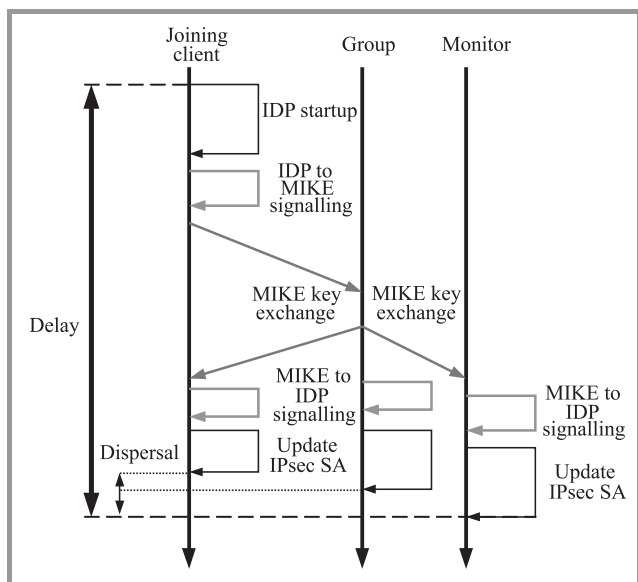 Joining
client
Group
Monitor
IDP startup
IDP to
MIKE
signalling
MIKE key
exchange
MIKE key
exchange
Delay
MIKE to
IDP
signalling
MIKE to
IDP
signalling
Dispersal
Update
IPsec SA
Update
IPsec SA